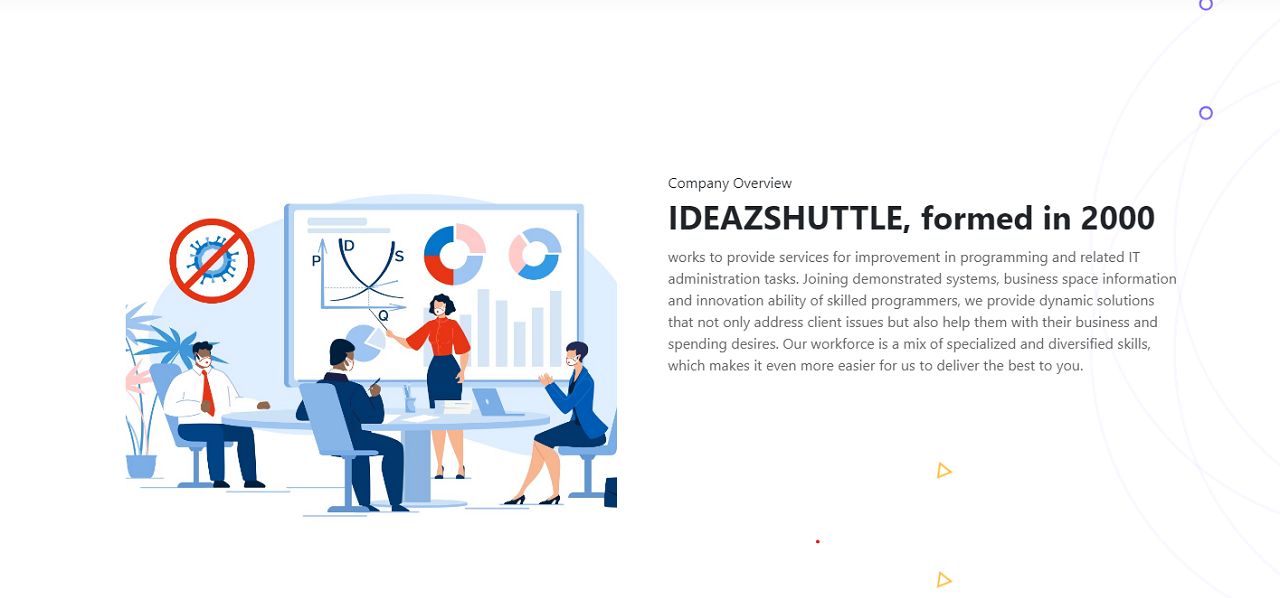 Company Overview
IDEAZSHUTTLE, formed in 2000
works to provide services for improvement in programming and related IT
administration tasks. Joining demonstrated systems, business space information
and innovation ability of skilled programmers, we provide dynamic solutions
that not only address client issues but also help them with their business and
spending desires. Our workforce is a mix of specialized and diversified skills,
which makes it even more easier for us to deliver the best to you.
D
S
P
Q